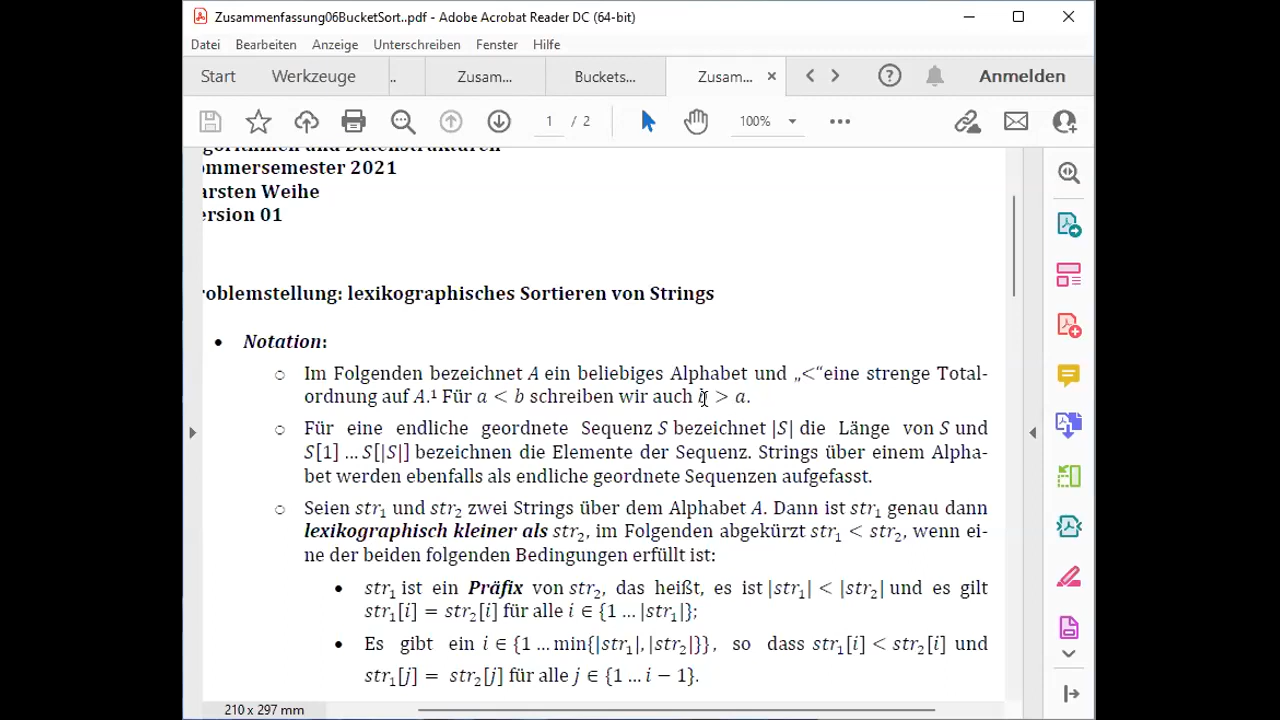 Zusammenfassung06BucketSort..pdf - Adobe Acrobat Reader DC (64-bit)
Datei Bearbeiten Anzeige Unterschreiben Fenster Hilfe
Start Werkzeuge .. Zusam... Buckets... Zusam... Anmelden
1 / 2 100%
ommersemester 2021
arsten Weihe
ersion 01
roblemstellung: lexikographisches Sortieren von Strings
• Notation:
○ Im Folgenden bezeichnet A ein beliebiges Alphabet und „<“eine strenge Total-
ordnung auf A.¹ Für a < b schreiben wir auch b > a.
○ Für eine endliche geordnete Sequenz S bezeichnet |S| die Länge von S und
S[1] … S[|S|] bezeichnen die Elemente der Sequenz. Strings über einem Alpha-
bet werden ebenfalls als endliche geordnete Sequenzen aufgefasst.
○ Seien str₁ und str₂ zwei Strings über dem Alphabet A. Dann ist str₁ genau dann
lexikographisch kleiner als str₂, im Folgenden abgekürzt str₁ < str₂, wenn ei-
ne der beiden folgenden Bedingungen erfüllt ist:
• str₁ ist ein Präfix von str₂, das heißt, es ist |str₁| < |str₂| und es gilt
str₁[i] = str₂[i] für alle i ∈ {1 … |str₁|};
• Es gibt ein i ∈ {1 … min{|str₁|, |str₂|}}, so dass str₁[i] < str₂[i] und
str₁[j] = str₂[j] für alle j ∈ {1 … i − 1}.
210 x 297 mm